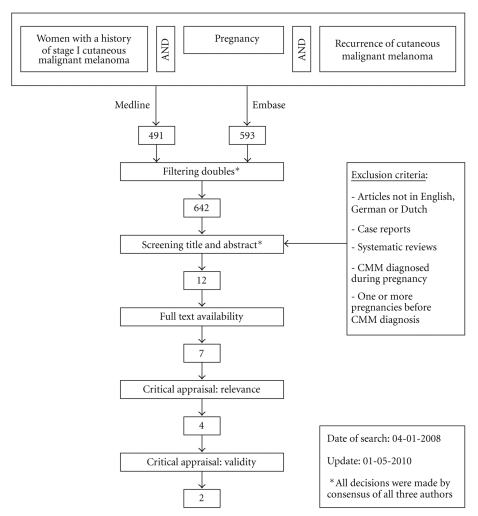 Women with a history
of stage I cutaneous
malignant melanoma
AND
Pregnancy
AND
Recurrence of cutaneous
malignant melanoma
Medline
Embase
491
593
Filtering doubles*
642
Screening title and abstract*
12
Full text availability
7
Critical appraisal: relevance
4
Critical appraisal: validity
2
Exclusion criteria:
- Articles not in English,
German or Dutch
- Case reports
- Systematic reviews
- CMM diagnosed
during pregnancy
- One or more
pregnancies before
CMM diagnosis
Date of search: 04-01-2008
Update: 01-05-2010
*All decisions were made by
consensus of all three authors